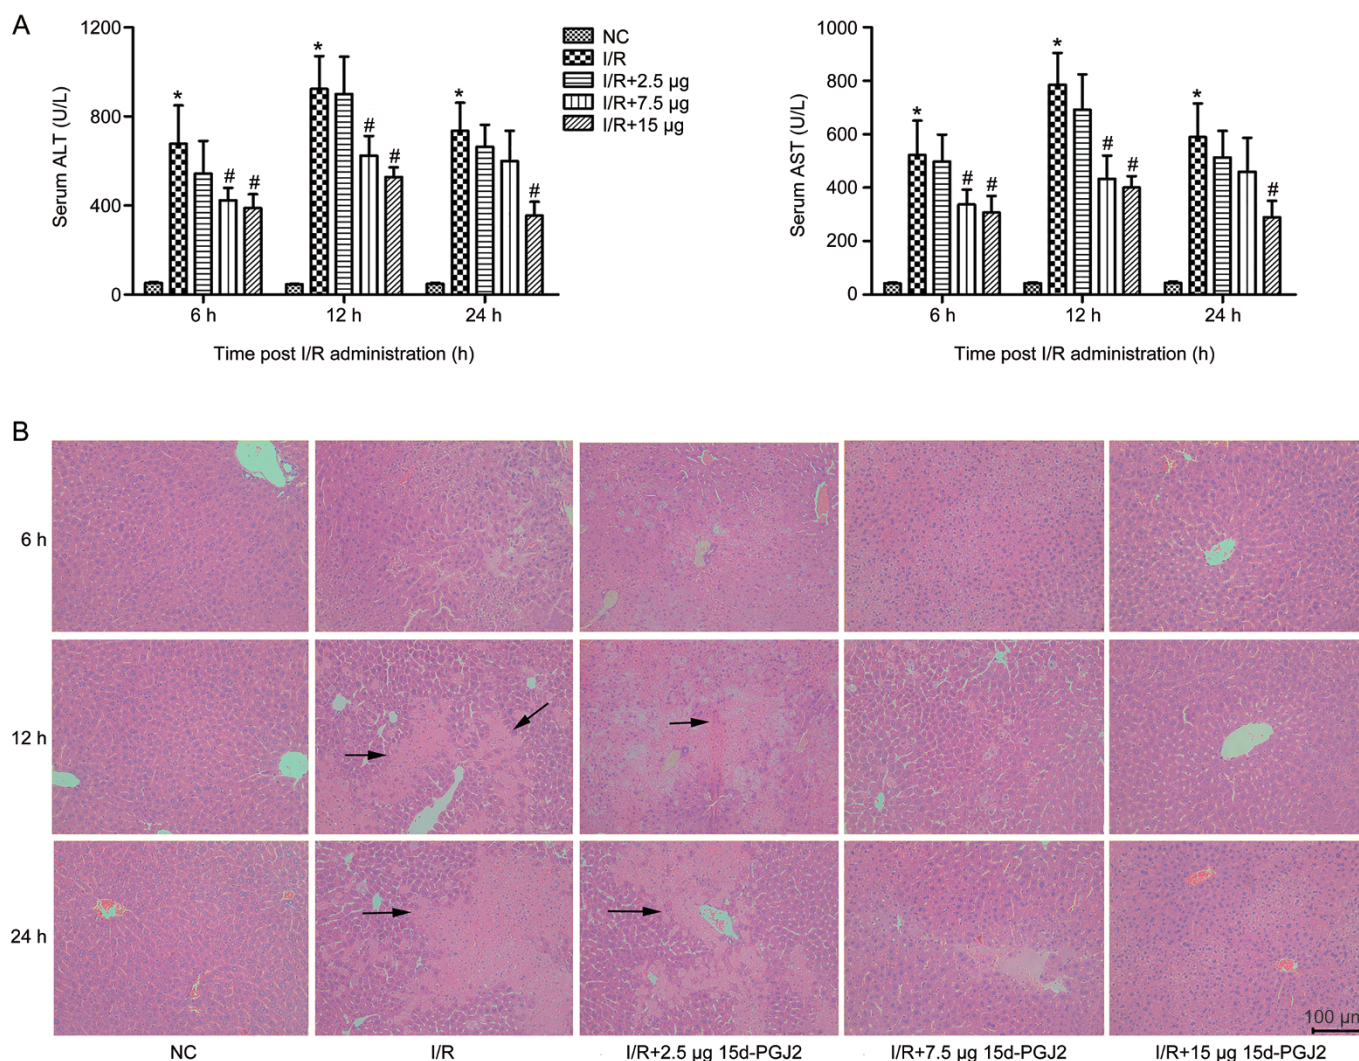 A
1200
800
400
0
Serum ALT (U/L)
*
#
#
*
#
#
*
#
6 h
12 h
24 h
Time post I/R administration (h)
NC
I/R
I/R+2.5 µg
I/R+7.5 µg
I/R+15 µg
1000
800
600
400
200
0
Serum AST (U/L)
*
#
#
*
#
#
*
#
6 h
12 h
24 h
Time post I/R administration (h)
B
6 h
12 h
24 h
100 µm
NC
I/R
I/R+2.5 µg 15d-PGJ2
I/R+7.5 µg 15d-PGJ2
I/R+15 µg 15d-PGJ2